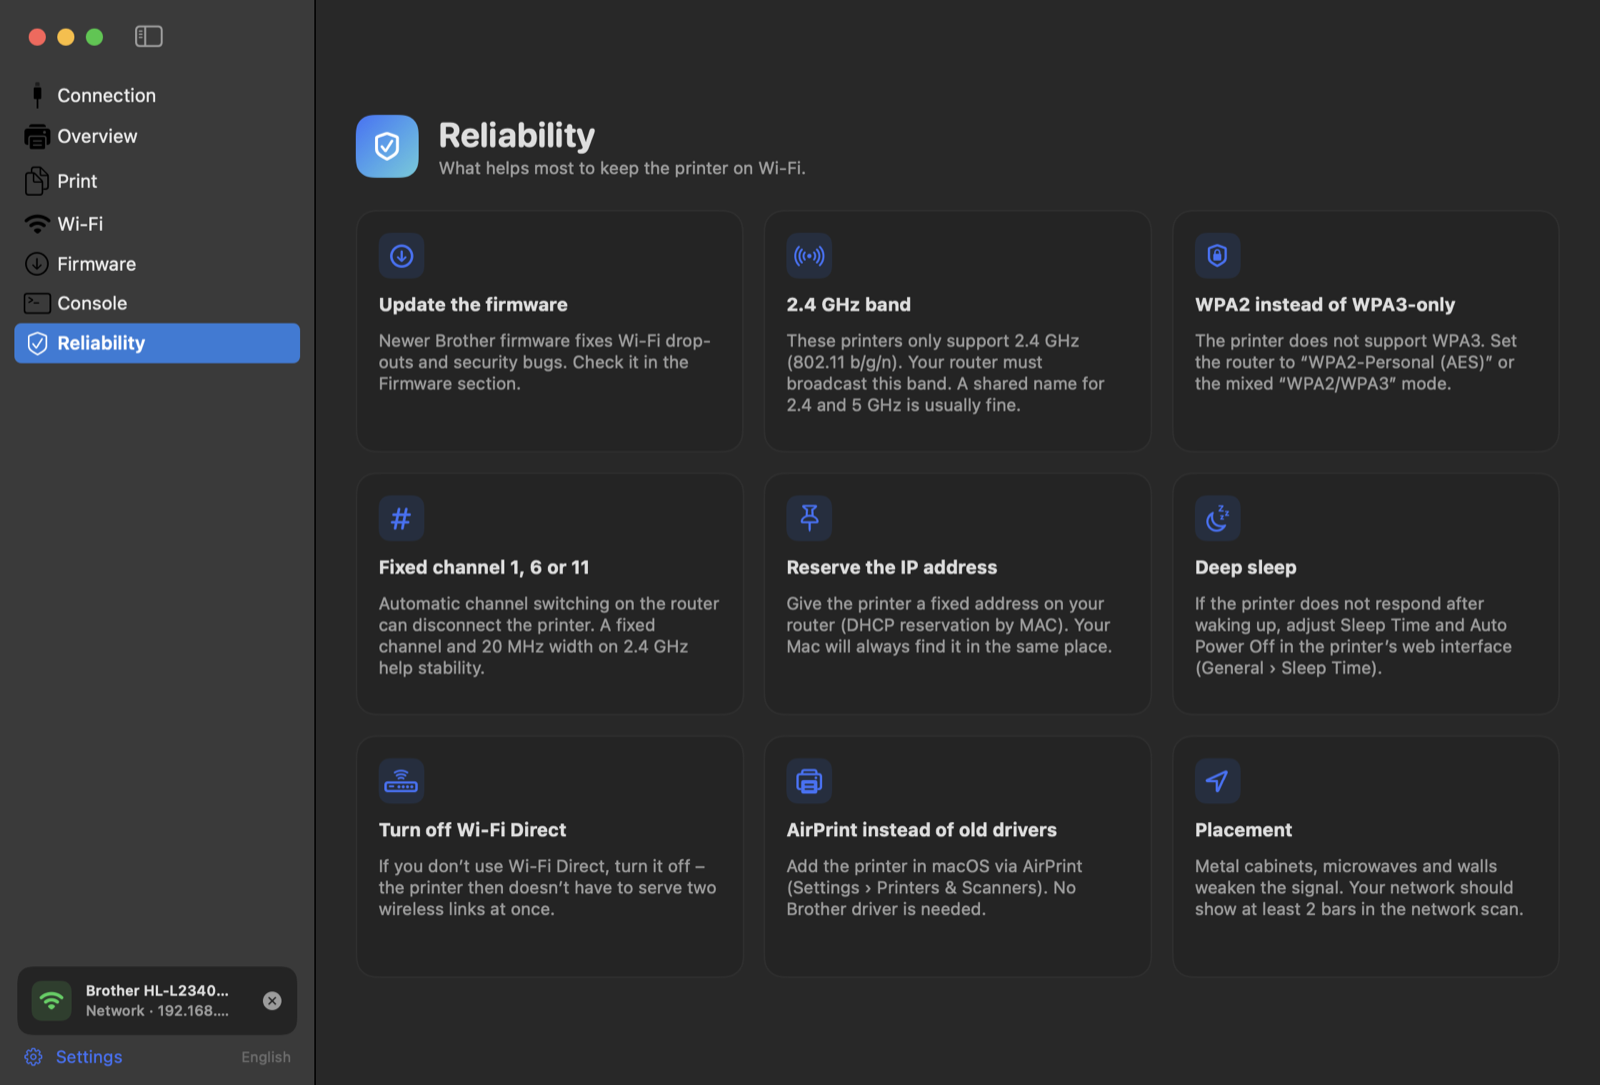 Connection
Overview
Print
Wi-Fi
Firmware
Console
Reliability
Brother HL-L2340...
Network · 192.168....
Settings
English
Reliability
What helps most to keep the printer on Wi-Fi.
Update the firmware
Newer Brother firmware fixes Wi-Fi drop-
outs and security bugs. Check it in the
Firmware section.
2.4 GHz band
These printers only support 2.4 GHz
(802.11 b/g/n). Your router must
broadcast this band. A shared name for
2.4 and 5 GHz is usually fine.
WPA2 instead of WPA3-only
The printer does not support WPA3. Set
the router to “WPA2-Personal (AES)” or
the mixed “WPA2/WPA3” mode.
Fixed channel 1, 6 or 11
Automatic channel switching on the router
can disconnect the printer. A fixed
channel and 20 MHz width on 2.4 GHz
help stability.
Reserve the IP address
Give the printer a fixed address on your
router (DHCP reservation by MAC). Your
Mac will always find it in the same place.
Deep sleep
If the printer does not respond after
waking up, adjust Sleep Time and Auto
Power Off in the printer’s web interface
(General › Sleep Time).
Turn off Wi-Fi Direct
If you don’t use Wi-Fi Direct, turn it off –
the printer then doesn’t have to serve two
wireless links at once.
AirPrint instead of old drivers
Add the printer in macOS via AirPrint
(Settings › Printers & Scanners). No
Brother driver is needed.
Placement
Metal cabinets, microwaves and walls
weaken the signal. Your network should
show at least 2 bars in the network scan.